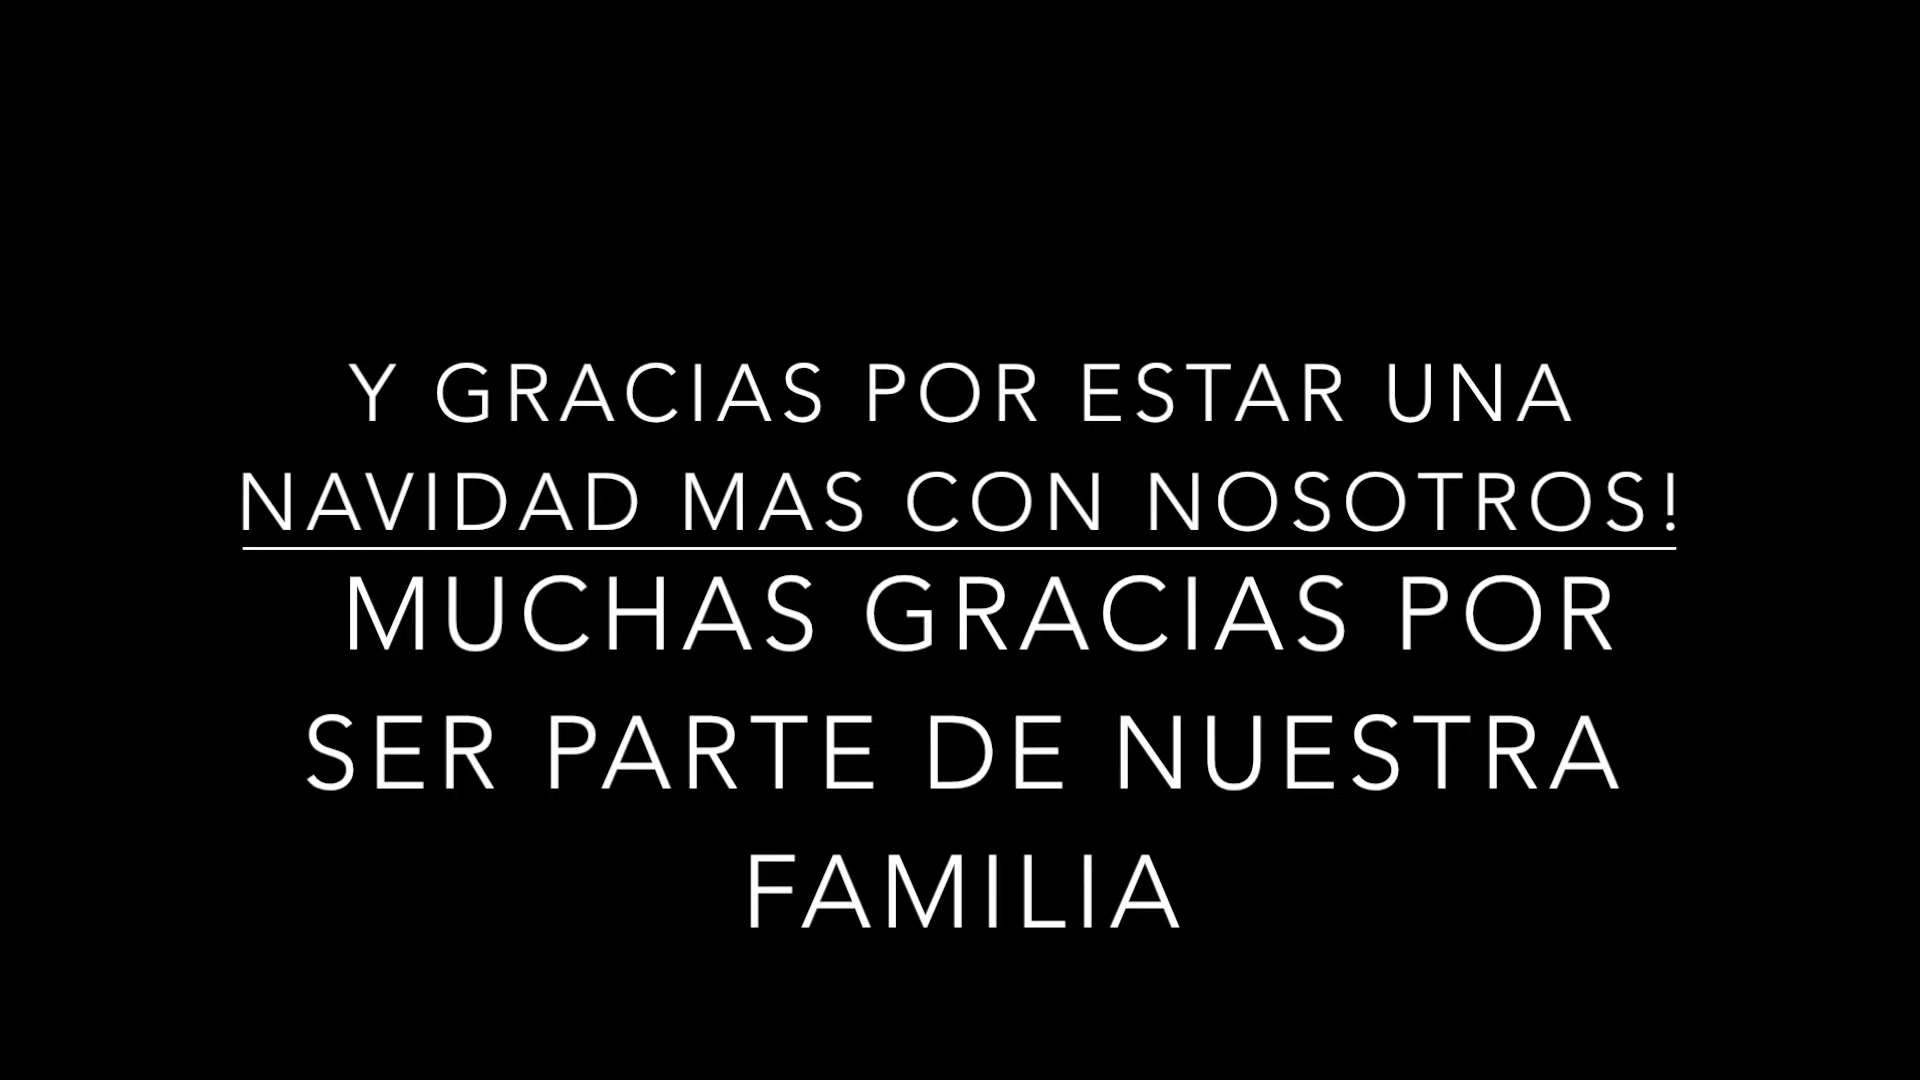 Y GRACIAS POR ESTAR UNA
NAVIDAD MAS CON NOSOTROS!
MUCHAS GRACIAS POR
SER PARTE DE NUESTRA
FAMILIA